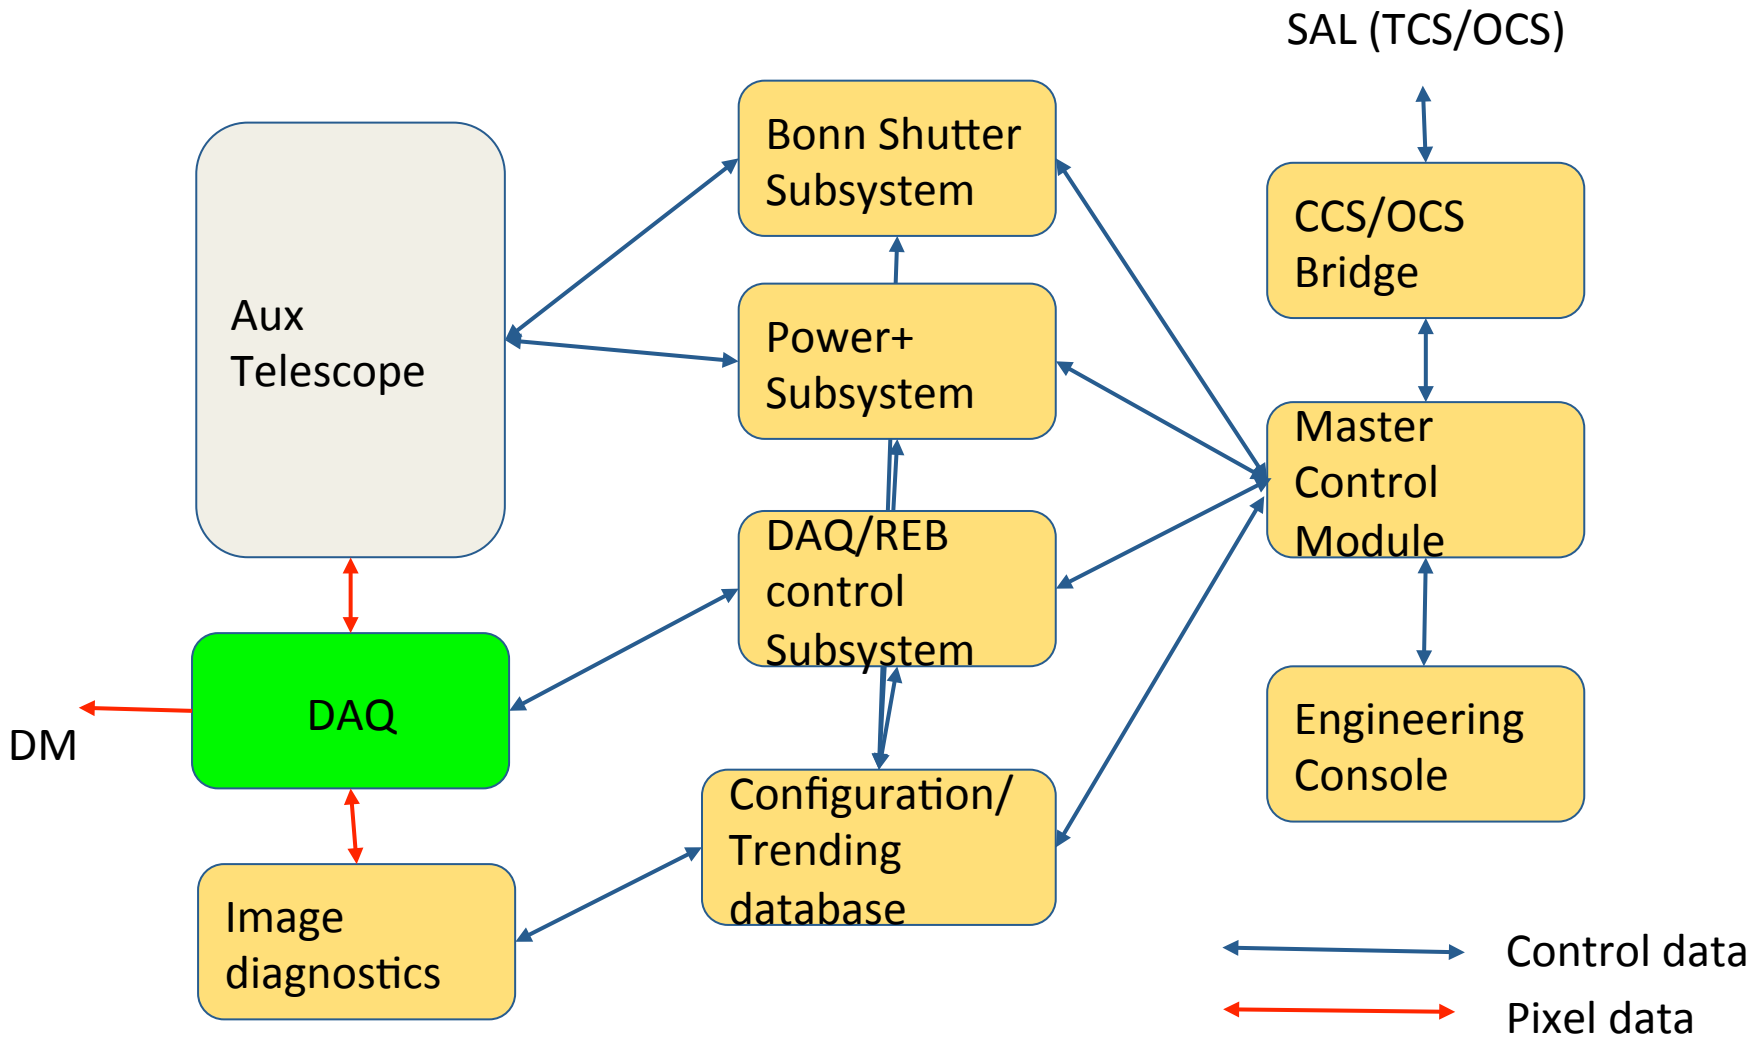 SAL (TCS/OCS)
Bonn Shutter
Subsystem
CCS/OCS
Bridge
Aux
Telescope
Power+
Subsystem
Master
Control
Module
DAQ/REB
control
Subsystem
DAQ
DM
Engineering
Console
Configuration/
Trending
database
Image
diagnostics
Control data
Pixel data